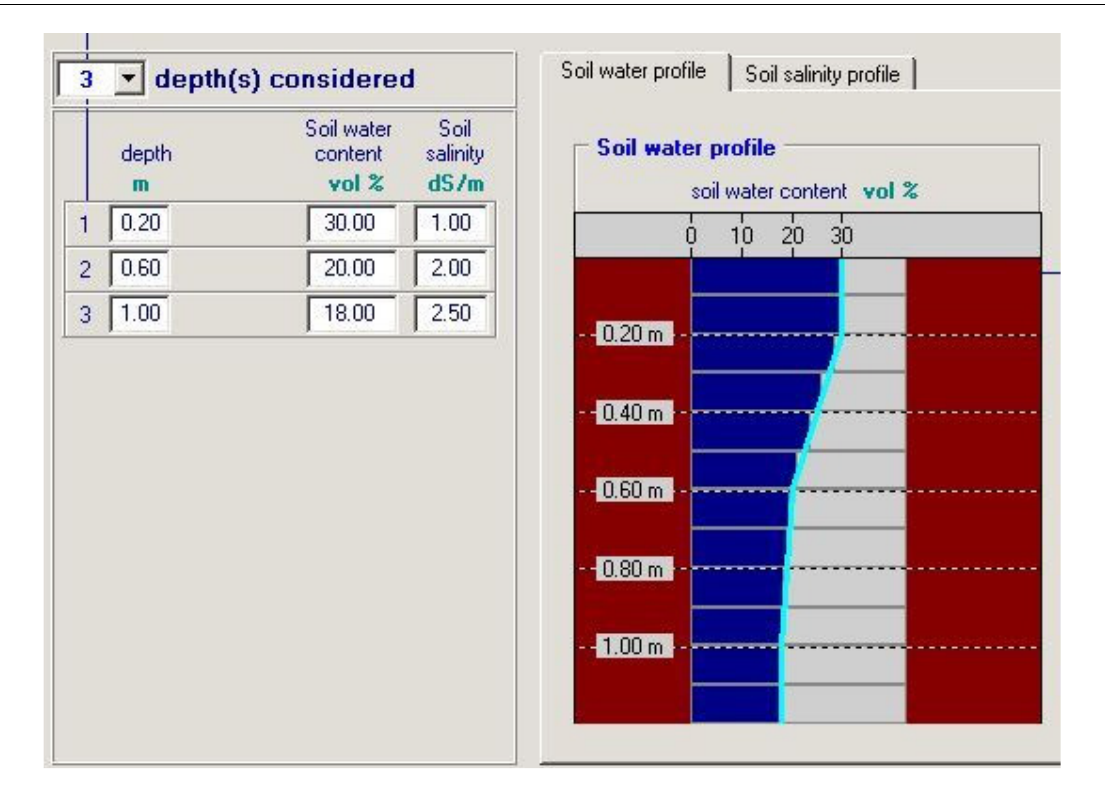 3 depth(s) considered
depth Soil water content Soil salinity
m vol % dS/m
1 0.20 30.00 1.00
2 0.60 20.00 2.00
3 1.00 18.00 2.50
Soil water profile Soil salinity profile
Soil water profile
soil water content vol %
0 10 20 30
0.20 m
0.40 m
0.60 m
0.80 m
1.00 m